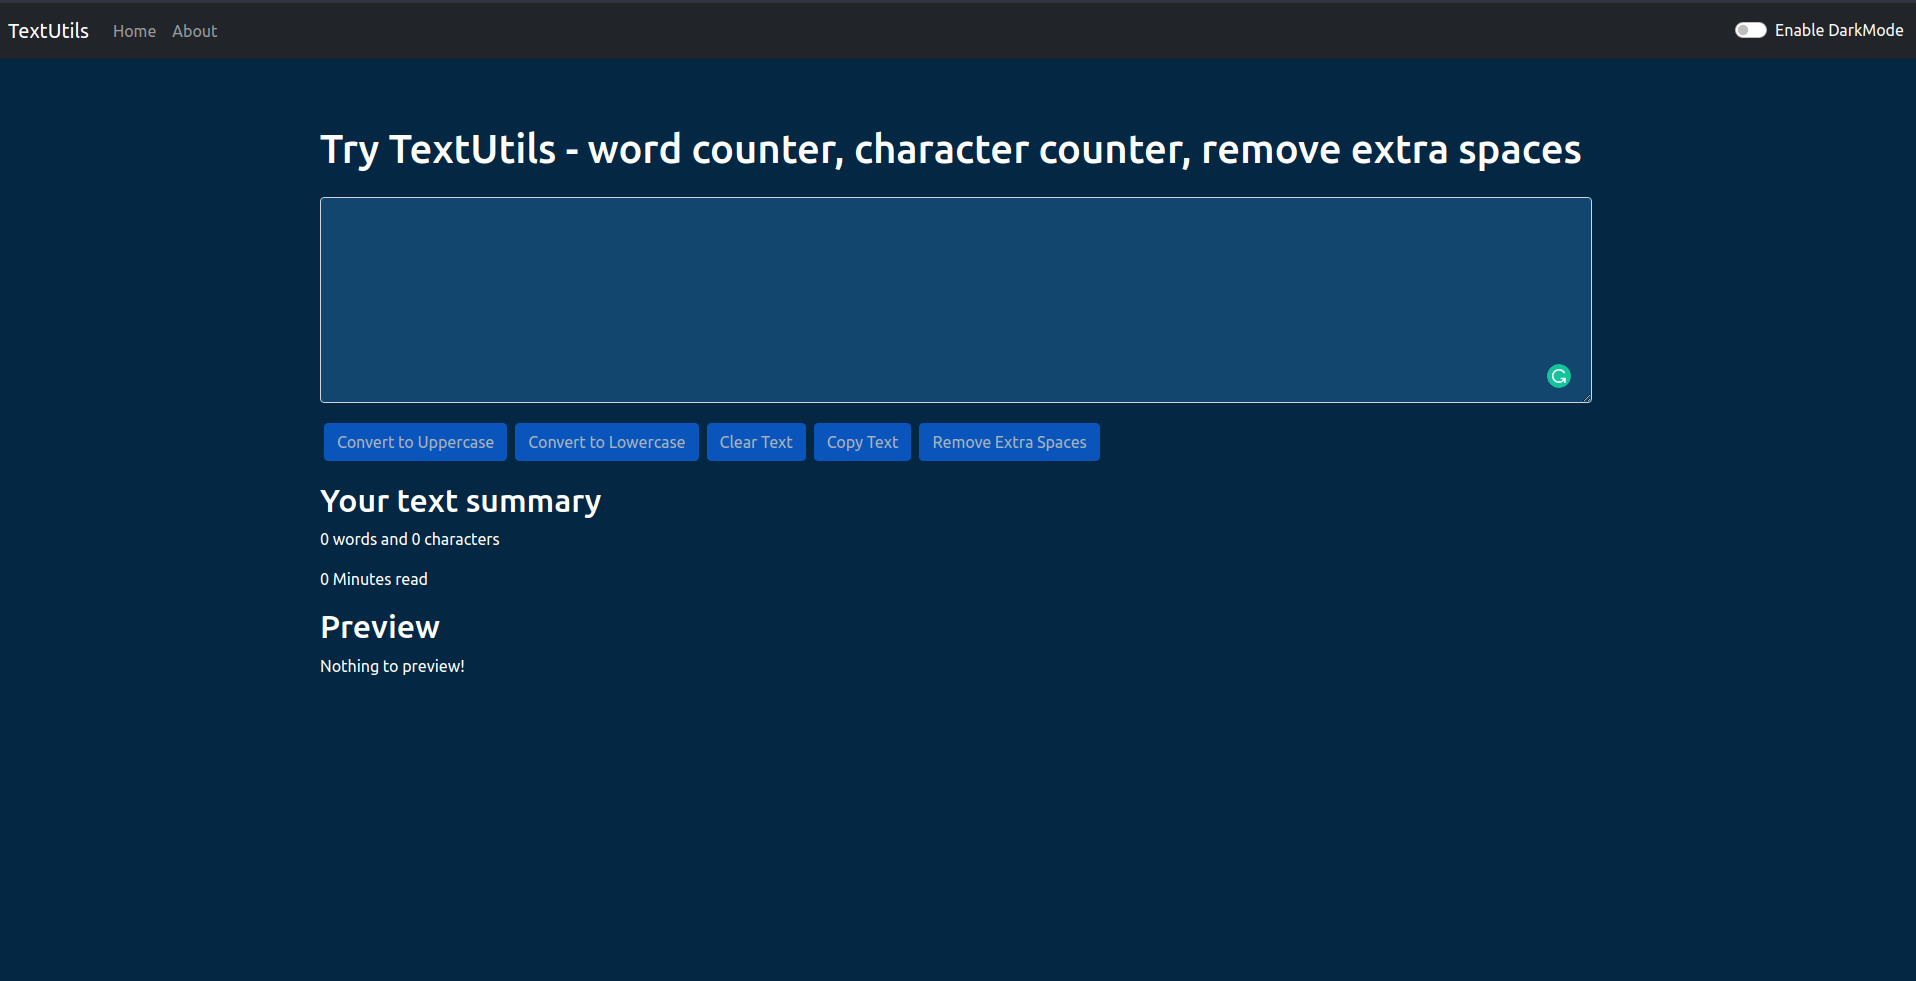 TextUtils Home About Enable DarkMode
Try TextUtils - word counter, character counter, remove extra spaces
Convert to Uppercase Convert to Lowercase Clear Text Copy Text Remove Extra Spaces
Your text summary
0 words and 0 characters
0 Minutes read
Preview
Nothing to preview!